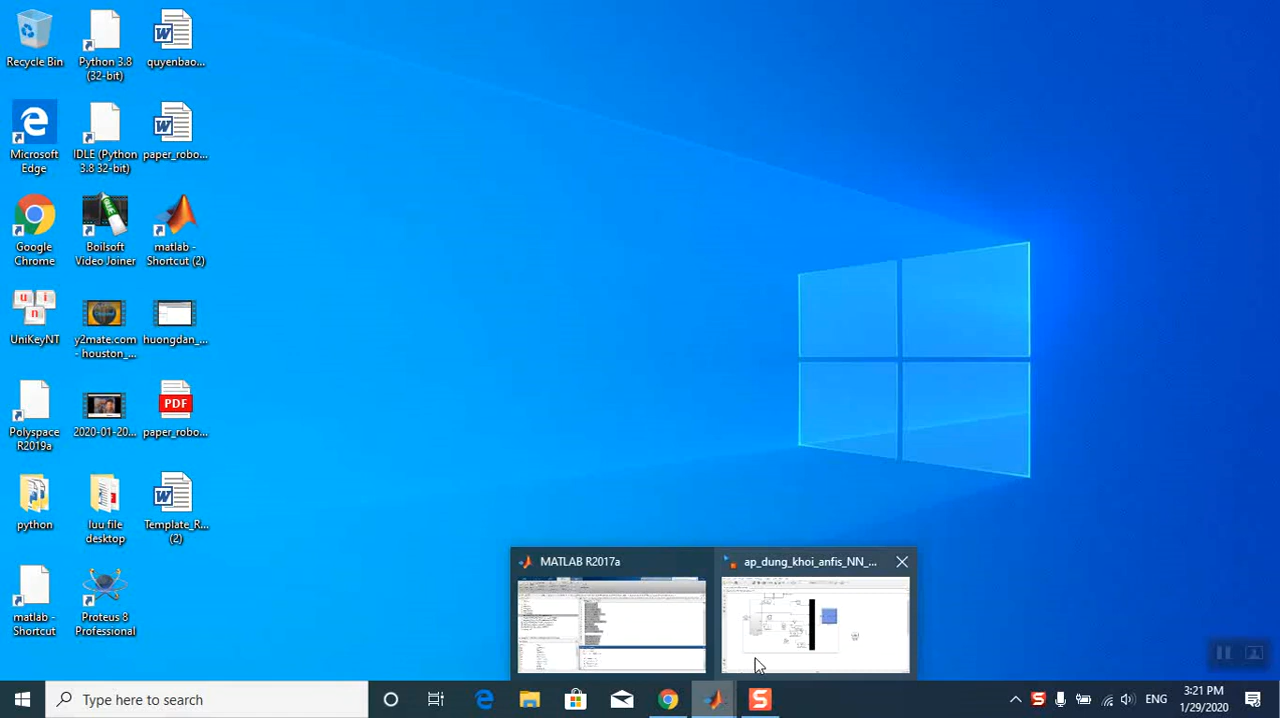 Recycle Bin
Python 3.8
(32-bit)
quyenbao...
Microsoft
Edge
IDLE (Python
3.8 32-bit)
paper_robo...
Google
Chrome
Boilsoft
Video Joiner
matlab -
Shortcut (2)
UniKeyNT
y2mate.com
- houston_...
huongdan_...
Polyspace
R2019a
2020-01-20...
PDF
paper_robo...
python
luu file
desktop
Template_R...
(2)
matlab -
Shortcut
Proteus 8
Professional
MATLAB R2017a
ap_dung_khoi_anfis_NN_...
Type here to search
ENG
3:21 PM
1/29/2020